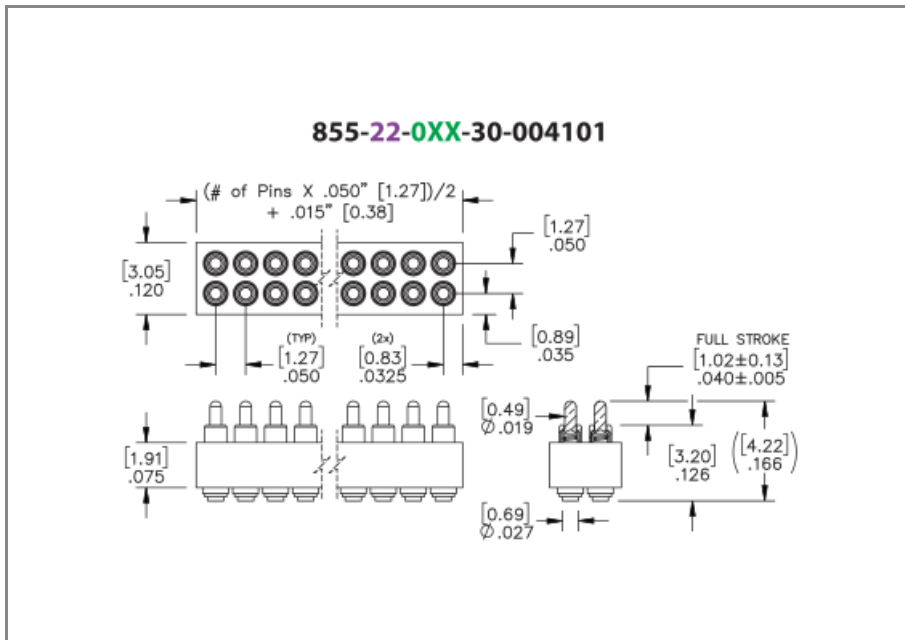 855-22-0XX-30-004101
(# of Pins X .050” [1.27])/2
+ .015” [0.38]
[1.27]
.050
[3.05]
.120
[0.89]
.035
(TYP)
[1.27]
.050
(2x)
[0.83]
.0325
FULL STROKE
[1.02±0.13]
.040±.005
[0.49]
Ø .019
[1.91]
.075
[3.20]
.126
([4.22]
.166)
[0.69]
Ø .027